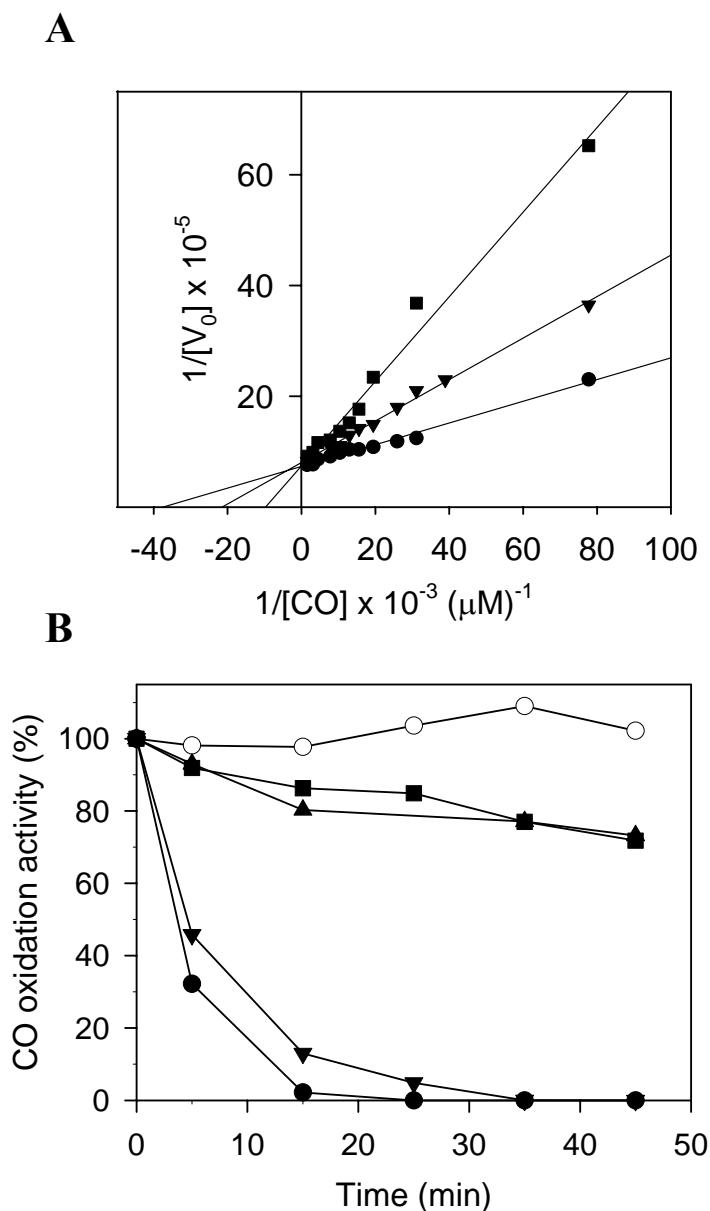 A
1/[V₀] x 10⁻⁵
60
40
20
-40 -20 0 20 40 60 80 100
1/[CO] x 10⁻³ (μM)⁻¹
B
CO oxidation activity (%)
100
80
60
40
20
0
0 10 20 30 40 50
Time (min)